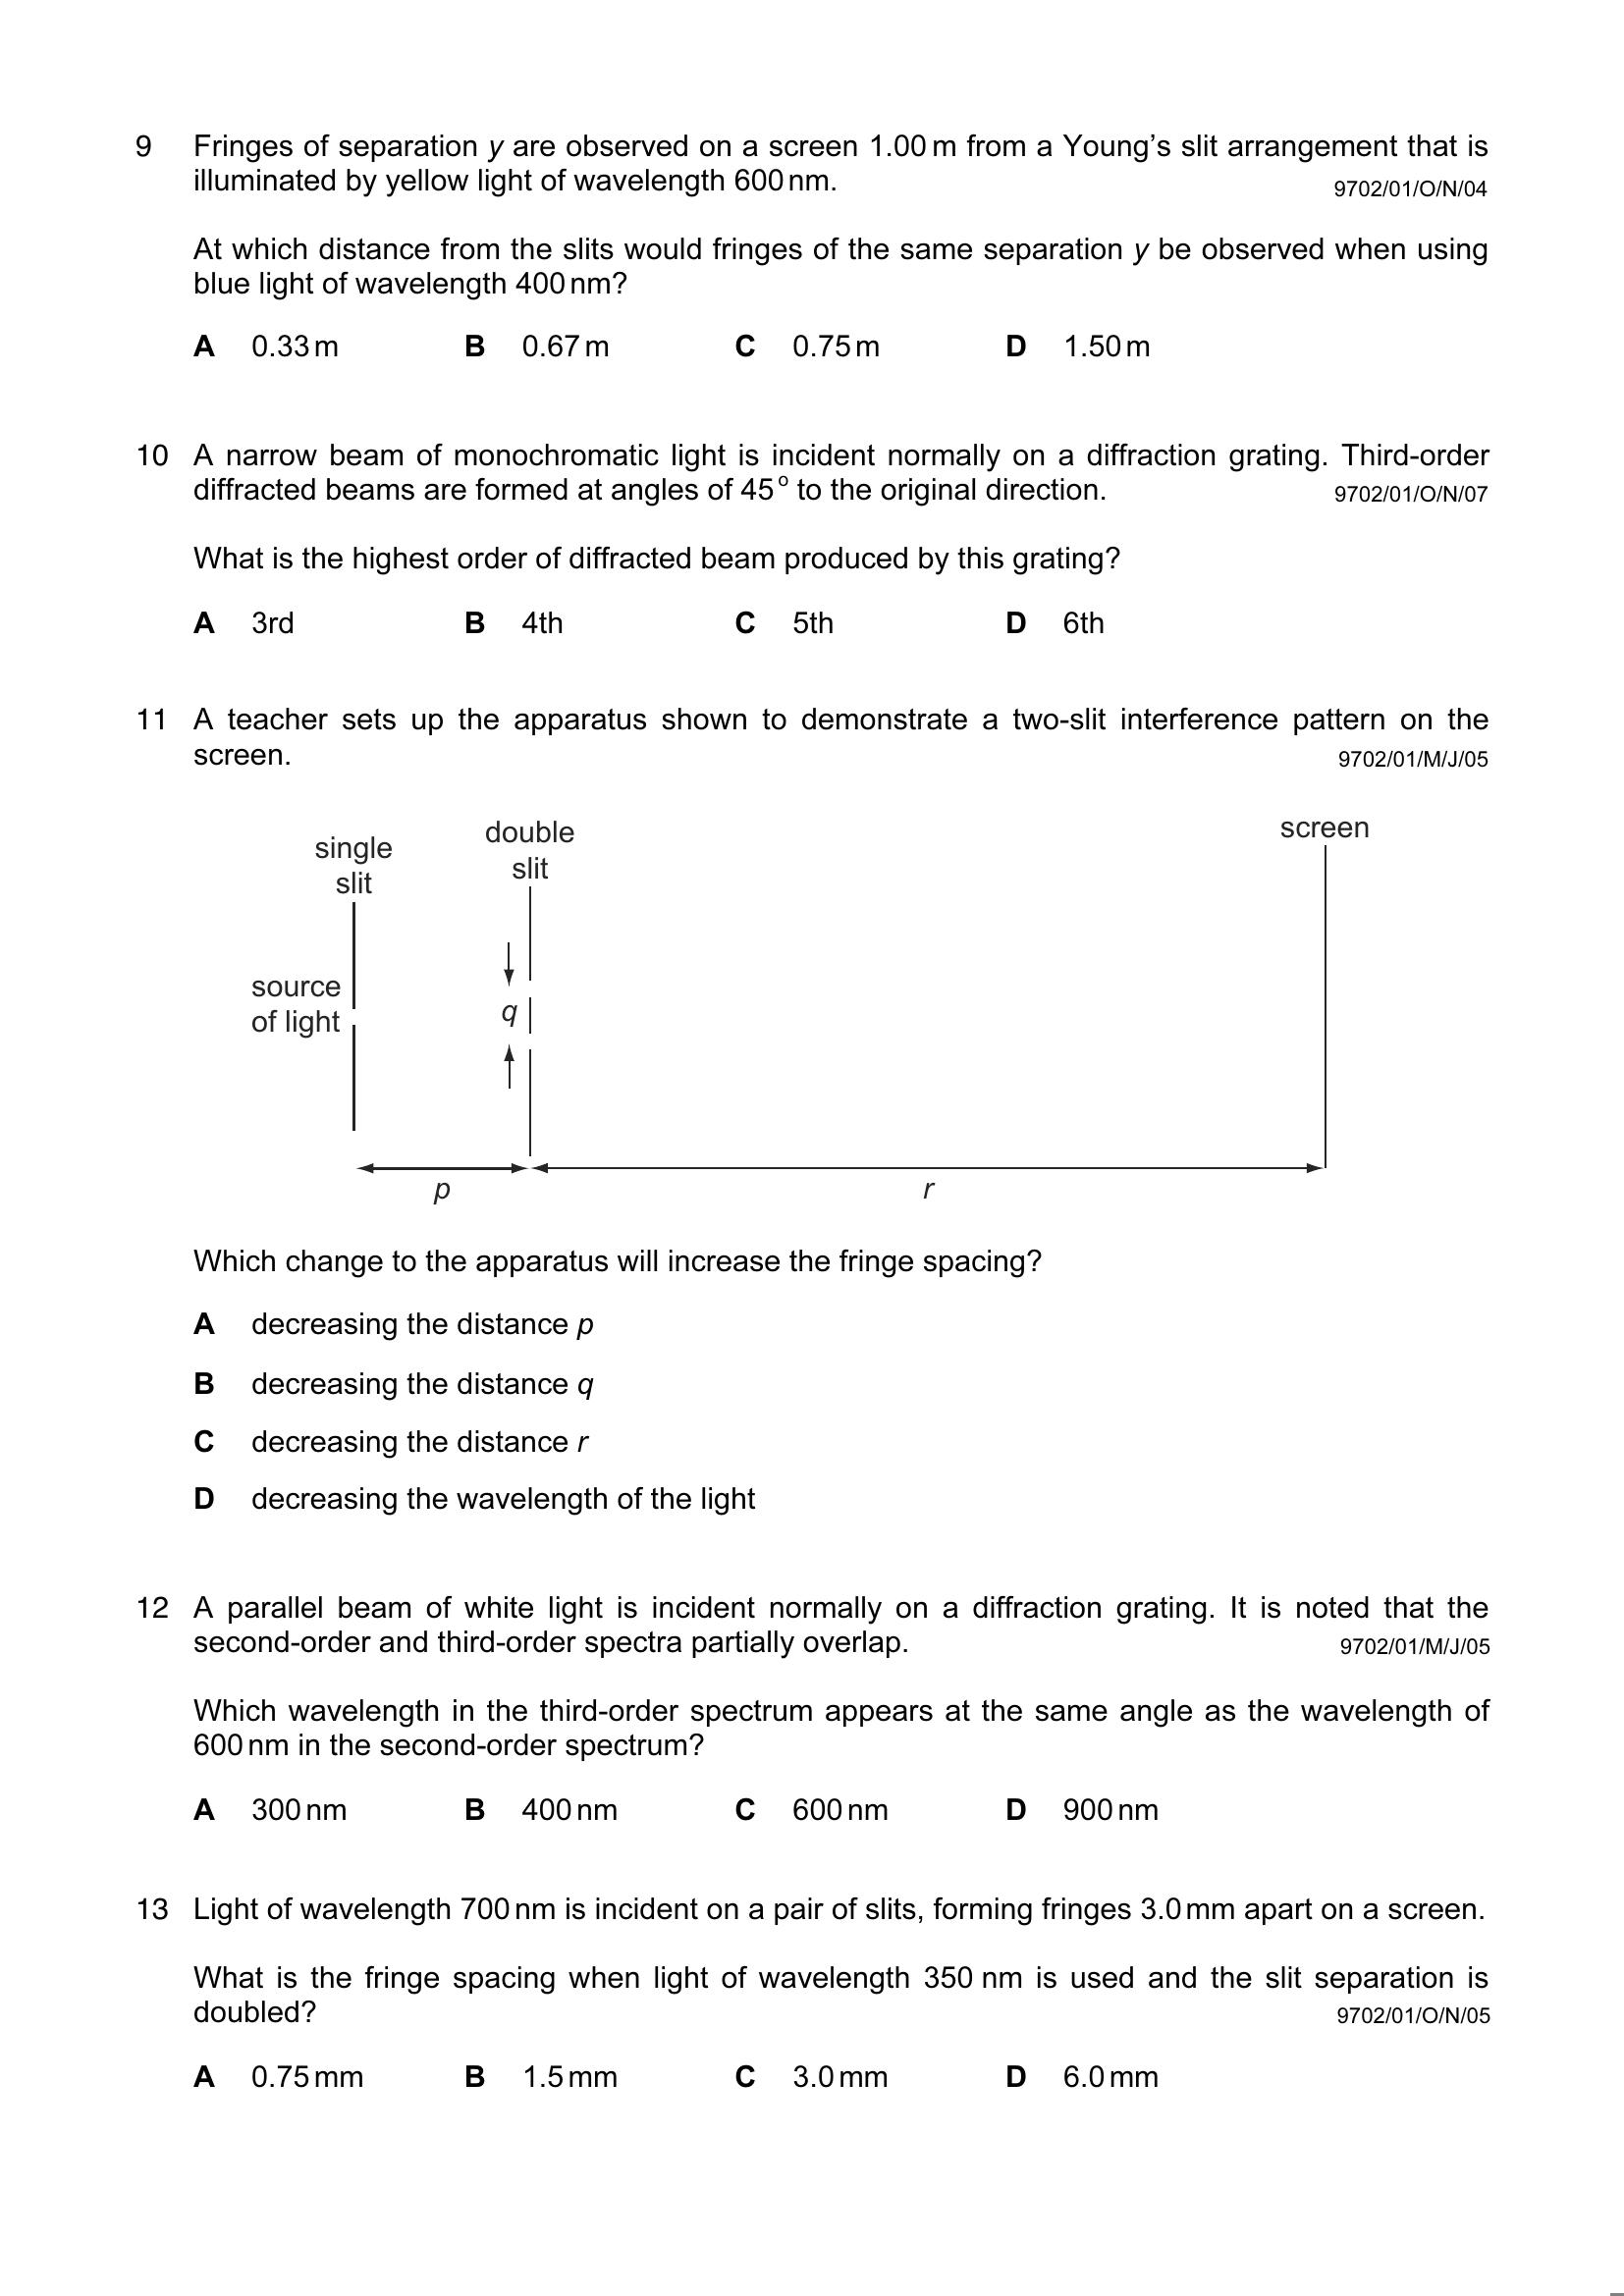 9 Fringes of separation y are observed on a screen 1.00 m from a Young's slit arrangement that is
illuminated by yellow light of wavelength 600 nm. 9702/01/O/N/04
At which distance from the slits would fringes of the same separation y be observed when using
blue light of wavelength 400 nm?
A 0.33 m B 0.67 m C 0.75 m D 1.50 m
10 A narrow beam of monochromatic light is incident normally on a diffraction grating. Third-order
diffracted beams are formed at angles of 45° to the original direction. 9702/01/O/N/07
What is the highest order of diffracted beam produced by this grating?
A 3rd B 4th C 5th D 6th
11 A teacher sets up the apparatus shown to demonstrate a two-slit interference pattern on the
screen. 9702/01/M/J/05
single
slit
double
slit
screen
source
of light
q
p
r
Which change to the apparatus will increase the fringe spacing?
A decreasing the distance p
B decreasing the distance q
C decreasing the distance r
D decreasing the wavelength of the light
12 A parallel beam of white light is incident normally on a diffraction grating. It is noted that the
second-order and third-order spectra partially overlap. 9702/01/M/J/05
Which wavelength in the third-order spectrum appears at the same angle as the wavelength of
600 nm in the second-order spectrum?
A 300 nm B 400 nm C 600 nm D 900 nm
13 Light of wavelength 700 nm is incident on a pair of slits, forming fringes 3.0 mm apart on a screen.
What is the fringe spacing when light of wavelength 350 nm is used and the slit separation is
doubled? 9702/01/O/N/05
A 0.75 mm B 1.5 mm C 3.0 mm D 6.0 mm